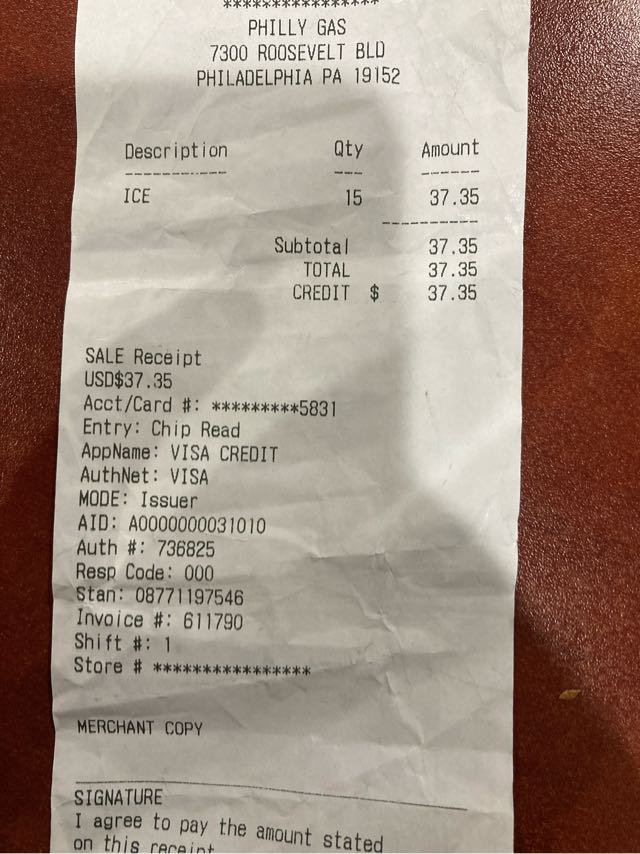 ****************
PHILLY GAS
7300 ROOSEVELT BLD
PHILADELPHIA PA 19152
Description Qty Amount
----------- --- ------
ICE 15 37.35
----------
Subtotal 37.35
TOTAL 37.35
CREDIT $ 37.35
SALE Receipt
USD$37.35
Acct/Card #: *********5831
Entry: Chip Read
AppName: VISA CREDIT
AuthNet: VISA
MODE: Issuer
AID: A0000000031010
Auth #: 736825
Resp Code: 000
Stan: 08771197546
Invoice #: 611790
Shift #: 1
Store # ****************
MERCHANT COPY
SIGNATURE
I agree to pay the amount stated
on this receipt